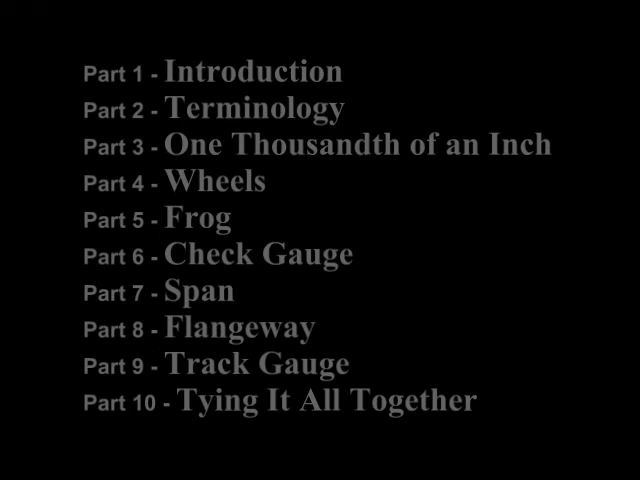 Part 1 - Introduction
Part 2 - Terminology
Part 3 - One Thousandth of an Inch
Part 4 - Wheels
Part 5 - Frog
Part 6 - Check Gauge
Part 7 - Span
Part 8 - Flangeway
Part 9 - Track Gauge
Part 10 - Tying It All Together